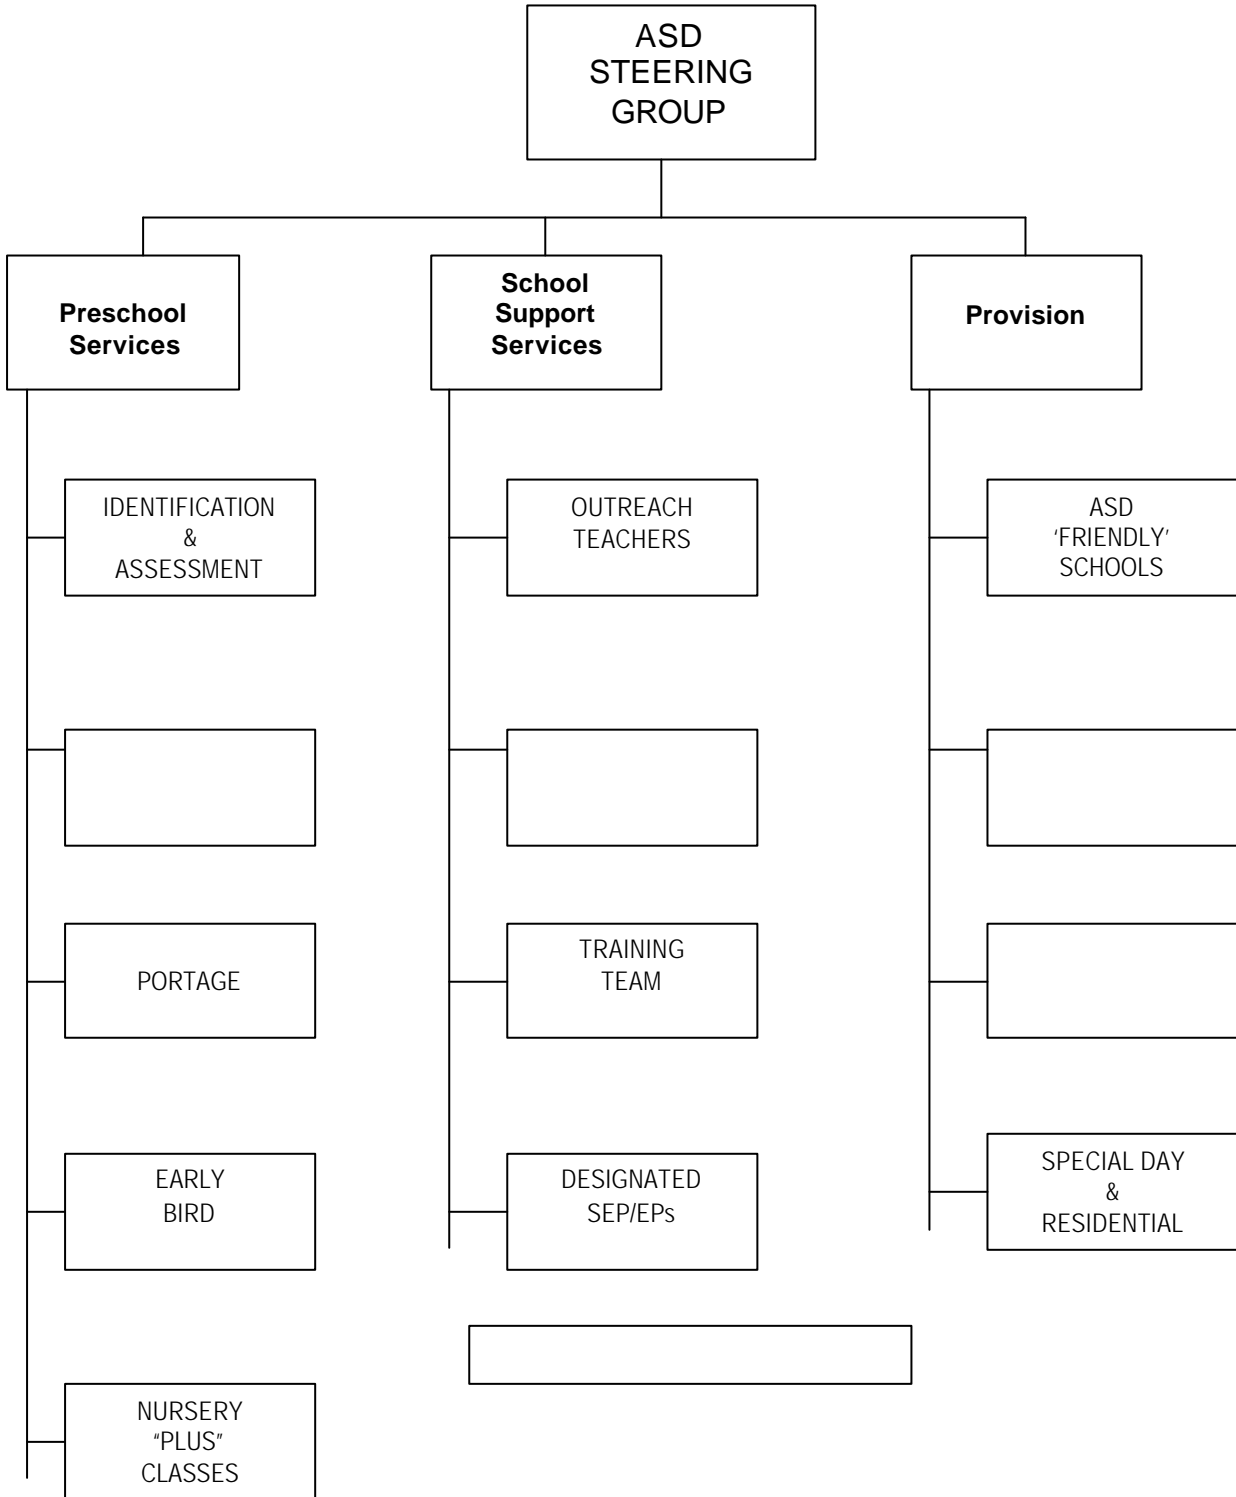 ASD
STEERING
GROUP
Preschool
Services
School
Support
Services
Provision
IDENTIFICATION
&
ASSESSMENT
OUTREACH
TEACHERS
ASD
‘FRIENDLY’
SCHOOLS
PORTAGE
TRAINING
TEAM
EARLY
BIRD
DESIGNATED
SEP/EPs
SPECIAL DAY
&
RESIDENTIAL
NURSERY
“PLUS”
CLASSES